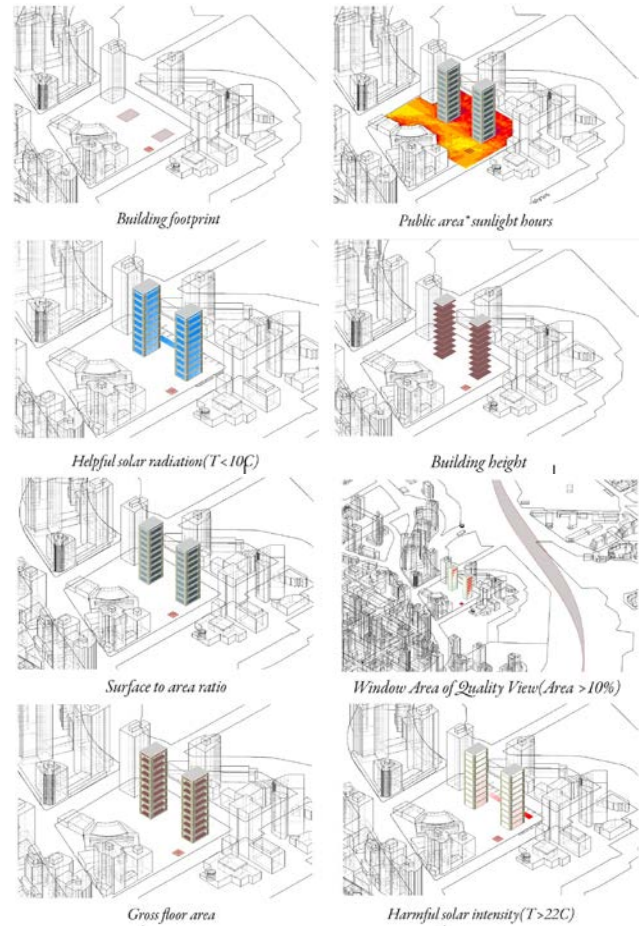 Building footprint
Public area*sunlight hours
Helpful solar radiation(T<10C)
Building height
Surface to area ratio
Window Area of Quality View(Area >10%)
Gross floor area
Harmful solar intensity(T>22C)